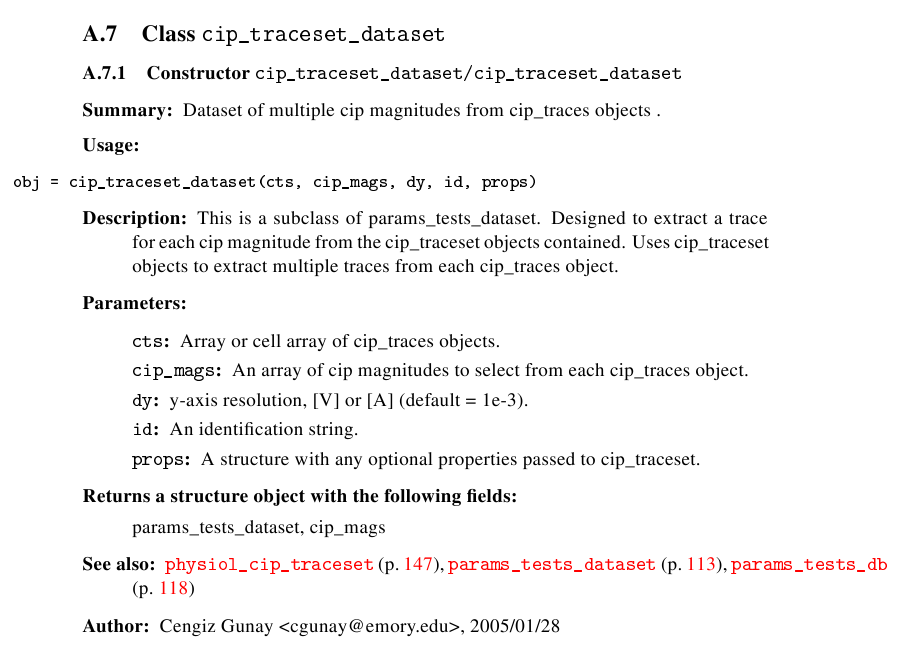 A.7 Class cip_traceset_dataset
A.7.1 Constructor cip_traceset_dataset/cip_traceset_dataset
Summary: Dataset of multiple cip magnitudes from cip_traces objects .
Usage:
obj = cip_traceset_dataset(cts, cip_mags, dy, id, props)
Description: This is a subclass of params_tests_dataset. Designed to extract a trace
for each cip magnitude from the cip_traceset objects contained. Uses cip_traceset
objects to extract multiple traces from each cip_traces object.
Parameters:
cts: Array or cell array of cip_traces objects.
cip_mags: An array of cip magnitudes to select from each cip_traces object.
dy: y-axis resolution, [V] or [A] (default = 1e-3).
id: An identification string.
props: A structure with any optional properties passed to cip_traceset.
Returns a structure object with the following fields:
params_tests_dataset, cip_mags
See also: physiol_cip_traceset (p. 147), params_tests_dataset (p. 113), params_tests_db
(p. 118)
Author: Cengiz Gunay <cgunay@emory.edu>, 2005/01/28